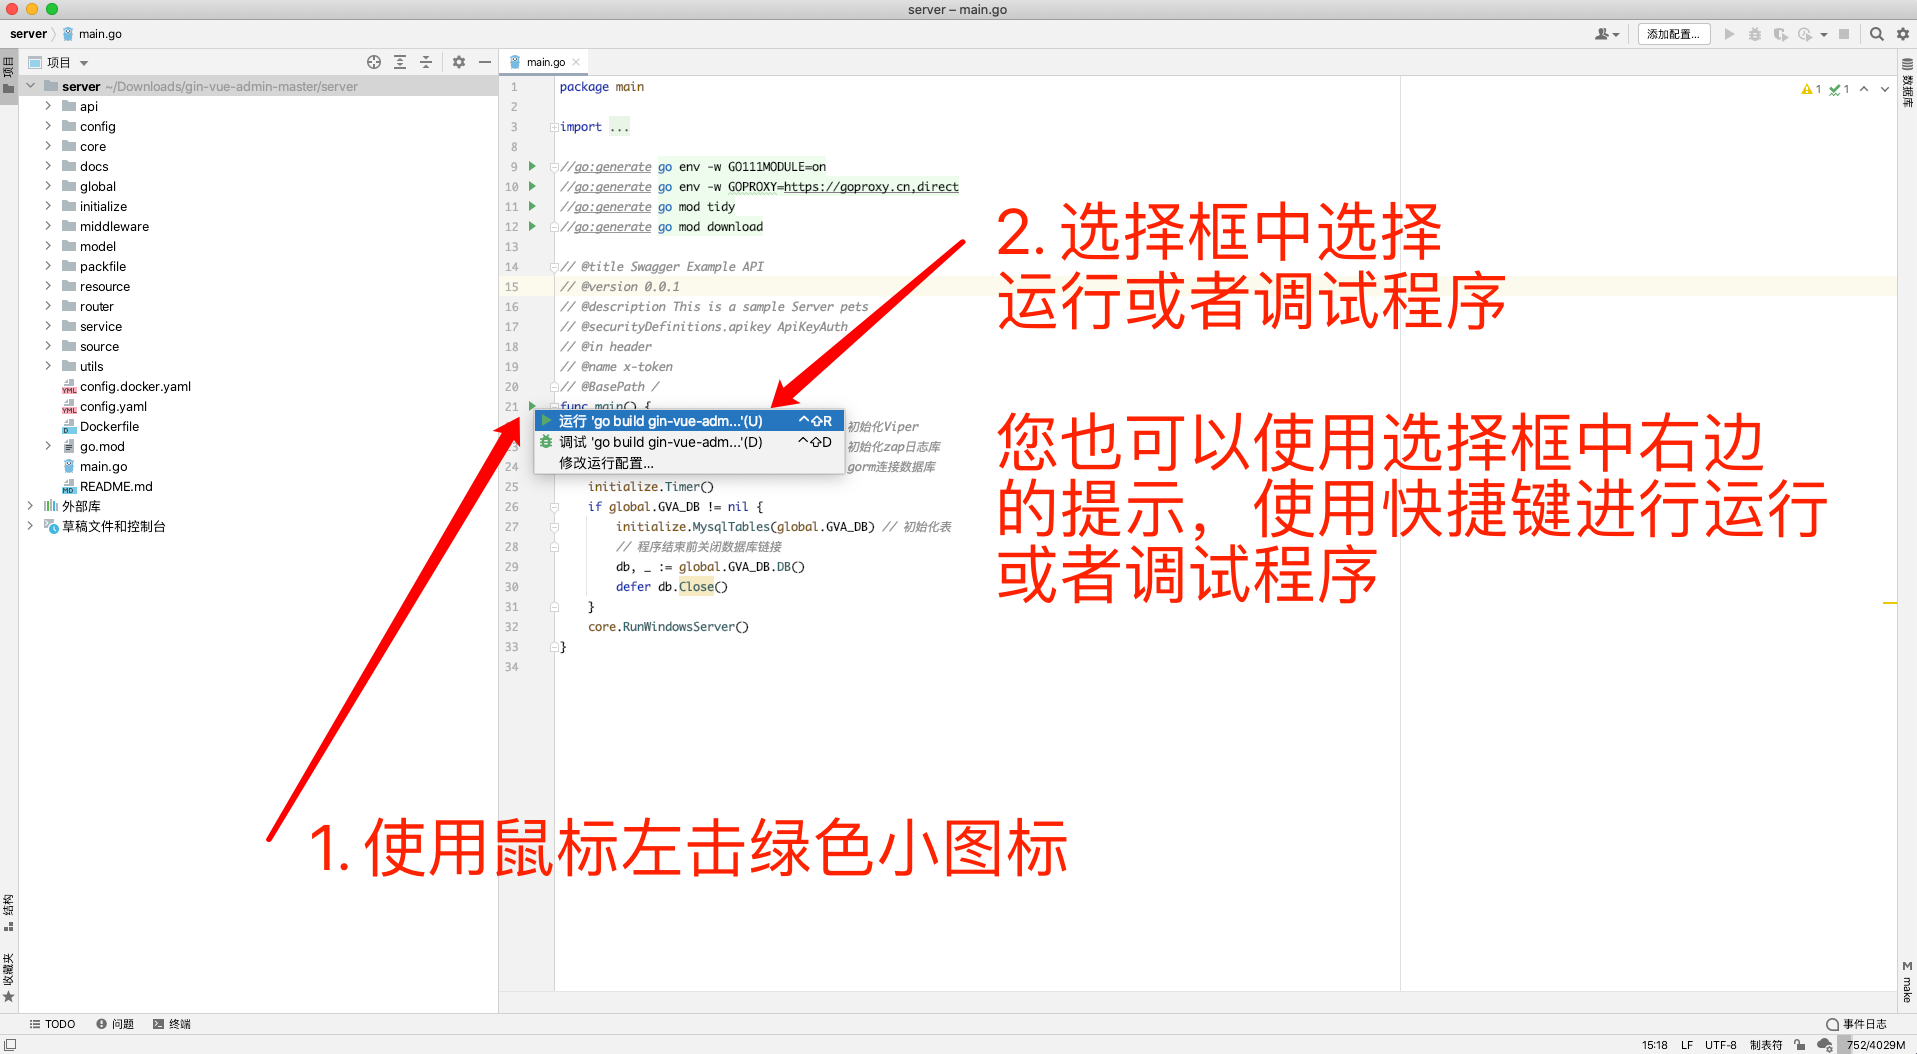 server – main.go
server
main.go
添加配置...
项目
main.go
项目
server ~/Downloads/gin-vue-admin-master/server
api
config
core
docs
global
initialize
middleware
model
packfile
resource
router
service
source
utils
config.docker.yaml
config.yaml
Dockerfile
go.mod
main.go
README.md
外部库
草稿文件和控制台
1 package main
2
3 import ...
8
9 //go:generate go env -w GO111MODULE=on
10 //go:generate go env -w GOPROXY=https://goproxy.cn,direct
11 //go:generate go mod tidy
12 //go:generate go mod download
13
14 // @title Swagger Example API
15 // @version 0.0.1
16 // @description This is a sample Server pets
17 // @securityDefinitions.apikey ApiKeyAuth
18 // @in header
19 // @name x-token
20 // @BasePath /
21 func main() {
运行 'go build gin-vue-adm...'(U) ^⇧R
初始化Viper
调试 'go build gin-vue-adm...'(D) ^⇧D
23 初始化zap日志库
修改运行配置...
24 gorm连接数据库
25 initialize.Timer()
26 if global.GVA_DB != nil {
27 initialize.MysqlTables(global.GVA_DB) // 初始化表
28 // 程序结束前关闭数据库链接
29 db, _ := global.GVA_DB.DB()
30 defer db.Close()
31 }
32 core.RunWindowsServer()
33 }
34
1 1
2. 选择框中选择
运行或者调试程序
您也可以使用选择框中右边
的提示，使用快捷键进行运行
或者调试程序
1. 使用鼠标左击绿色小图标
数据库
make
结构
收藏夹
TODO
问题
终端
事件日志
15:18 LF UTF-8 制表符 752/4029M